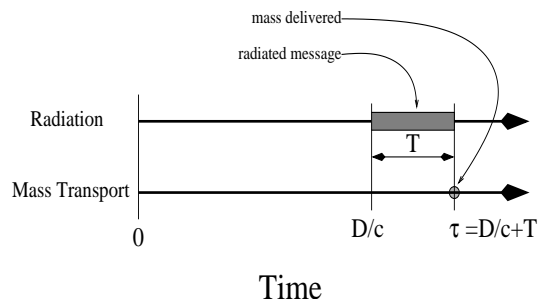 mass delivered
radiated message
Radiation
T
Mass Transport
0
D/c
τ =D/c+T
Time